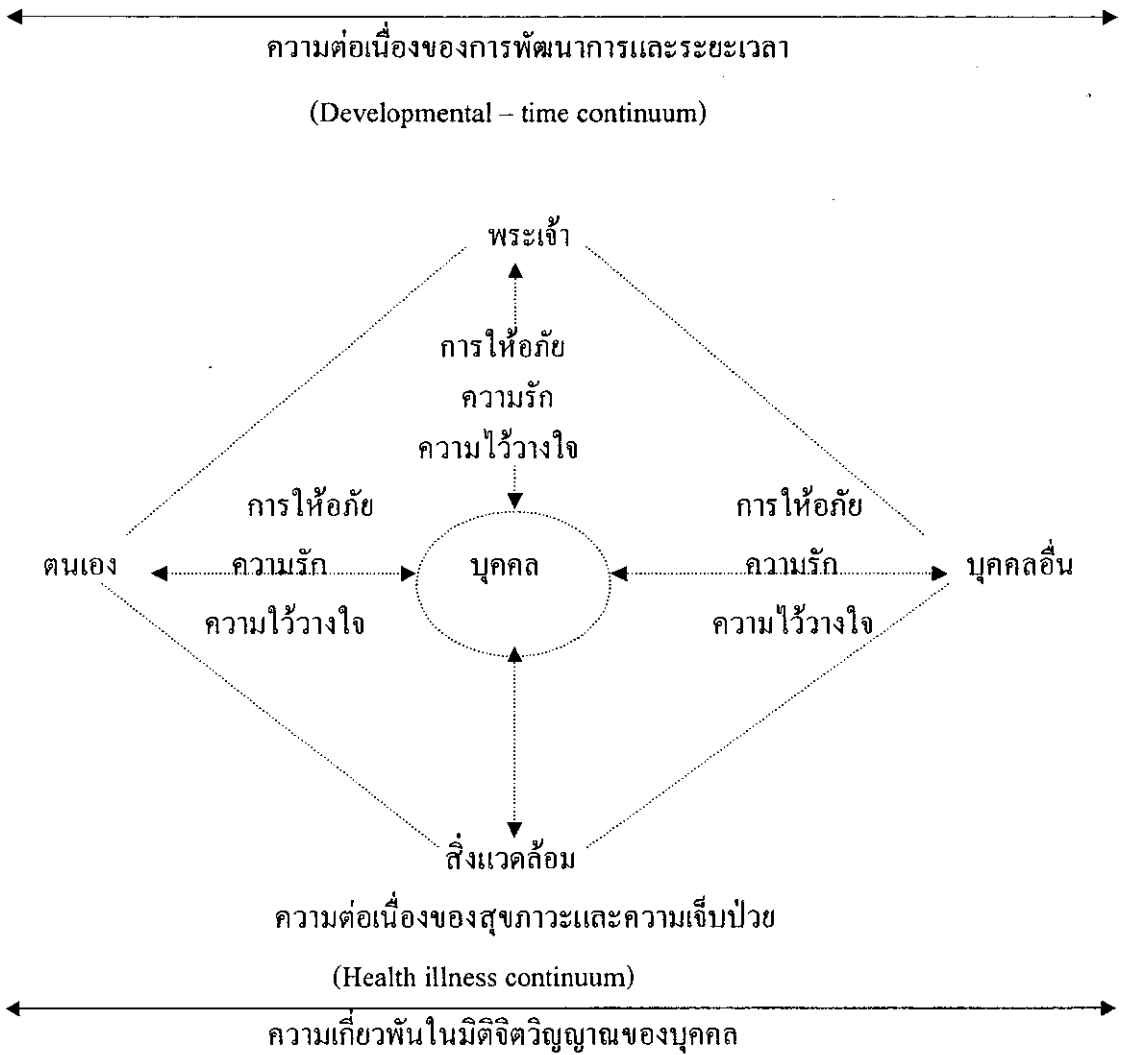 ความต่อเนื่องของการพัฒนาการและระยะเวลา
(Developmental – time continuum)
พระเจ้า
การให้อภัย
ความรัก
ความไว้วางใจ
การให้อภัย
การให้อภัย
ตนเอง
ความรัก
บุคคล
ความรัก
บุคคลอื่น
ความใว้วางใจ
ความไว้วางใจ
สิ่งแวดล้อม
ความต่อเนื่องของสุขภาวะและความเจ็บป่วย
(Health illness continuum)
ความเกี่ยวพันในมิติจิตวิญญาณของบุคคล